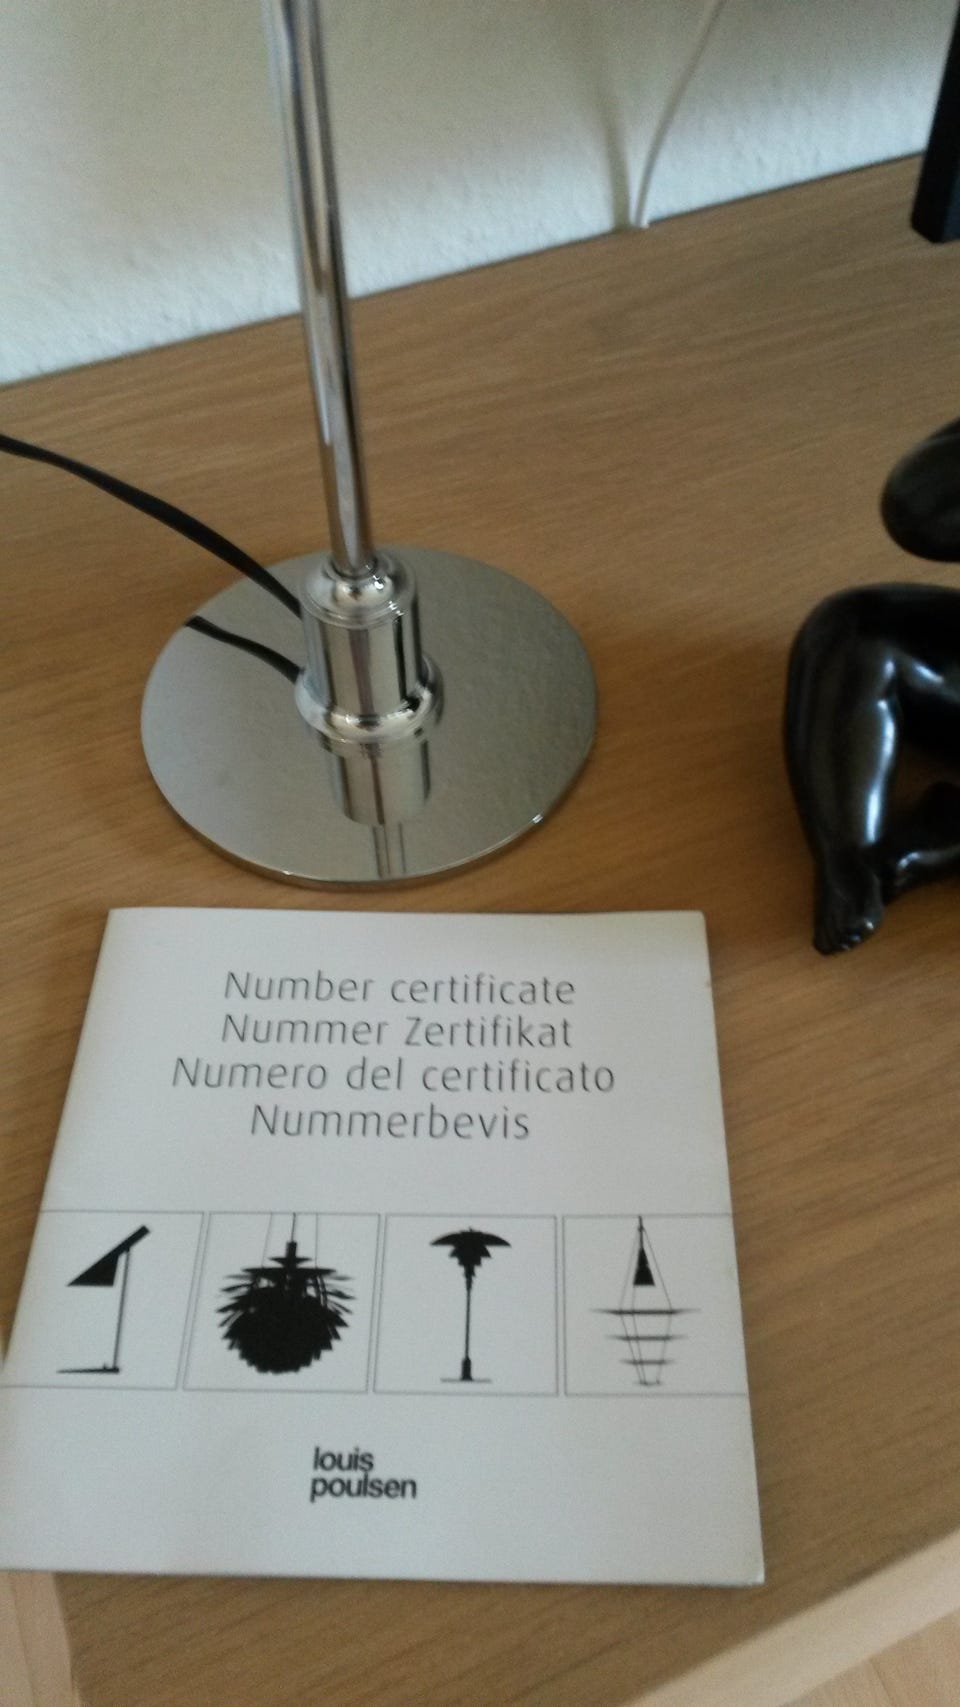 Number certificate
Nummer Zertifikat
Numero del certificato
Nummerbevis
louis
poulsen